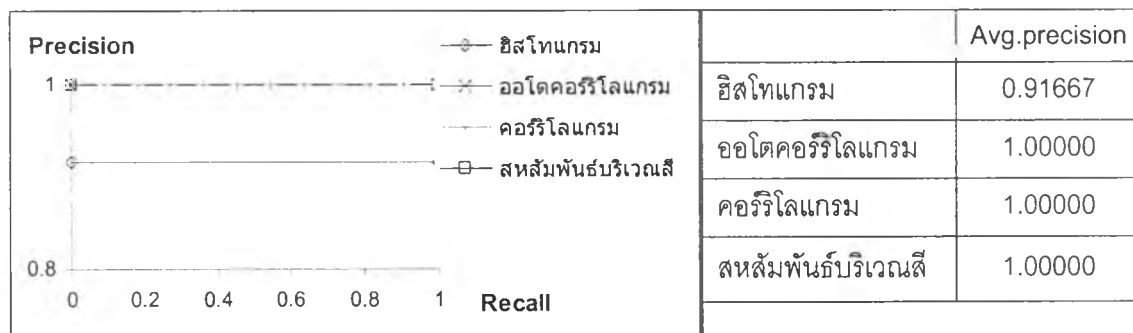 Precision
ฮิสโทแกรม
ออโตคอร์ริโลแกรม
คอร์ริโลแกรม
สหสัมพันธ์บริเวณสี
1
0.8
0 0.2 0.4 0.6 0.8 1
Recall
Avg.precision
ฮิสโทแกรม 0.91667
ออโตคอร์ริโลแกรม 1.00000
คอร์ริโลแกรม 1.00000
สหสัมพันธ์บริเวณสี 1.00000